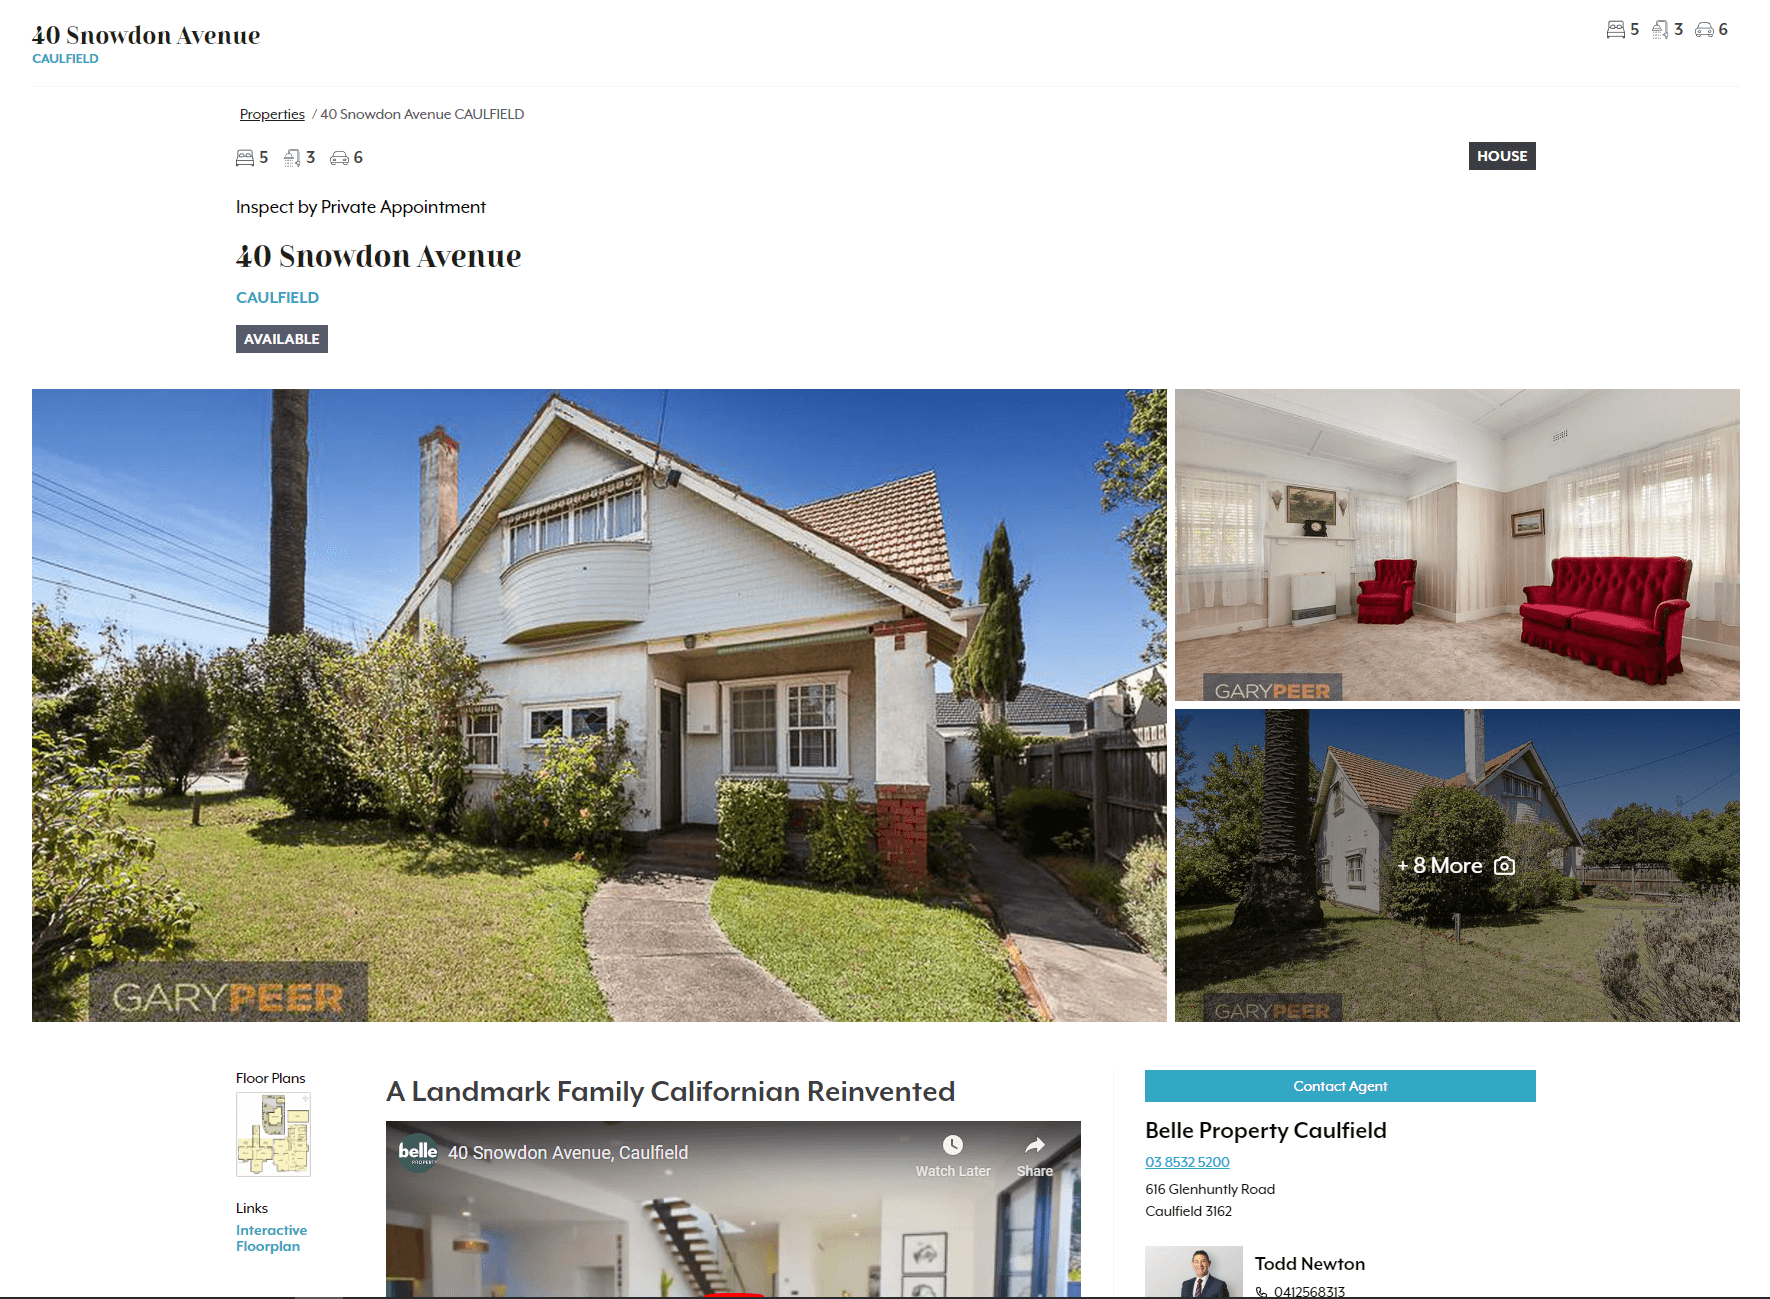 40 Snowdon Avenue
CAULFIELD
5 3 6
Properties / 40 Snowdon Avenue CAULFIELD
5 3 6
HOUSE
Inspect by Private Appointment
40 Snowdon Avenue
CAULFIELD
AVAILABLE
GARYPEER
GARYPEER
+ 8 More
GARYPEER
Floor Plans
Links
Interactive
Floorplan
A Landmark Family Californian Reinvented
belle
PROPERTY
40 Snowdon Avenue, Caulfield
Watch Later
Share
Contact Agent
Belle Property Caulfield
03 8532 5200
616 Glenhuntly Road
Caulfield 3162
Todd Newton
0412568313